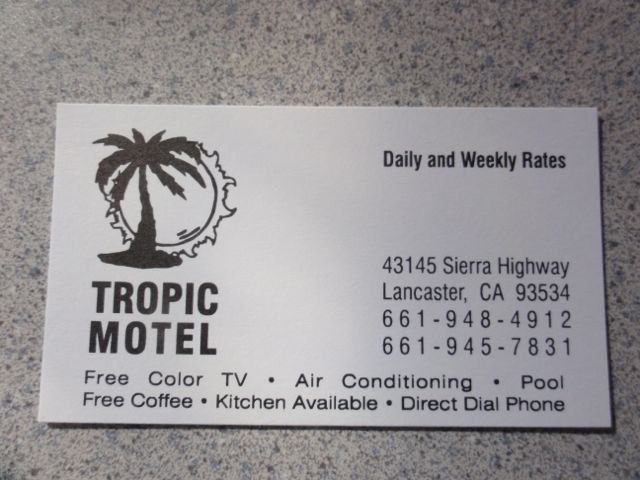 Daily and Weekly Rates
TROPIC
MOTEL
43145 Sierra Highway
Lancaster, CA 93534
661-948-4912
661-945-7831
Free Color TV • Air Conditioning • Pool
Free Coffee • Kitchen Available • Direct Dial Phone